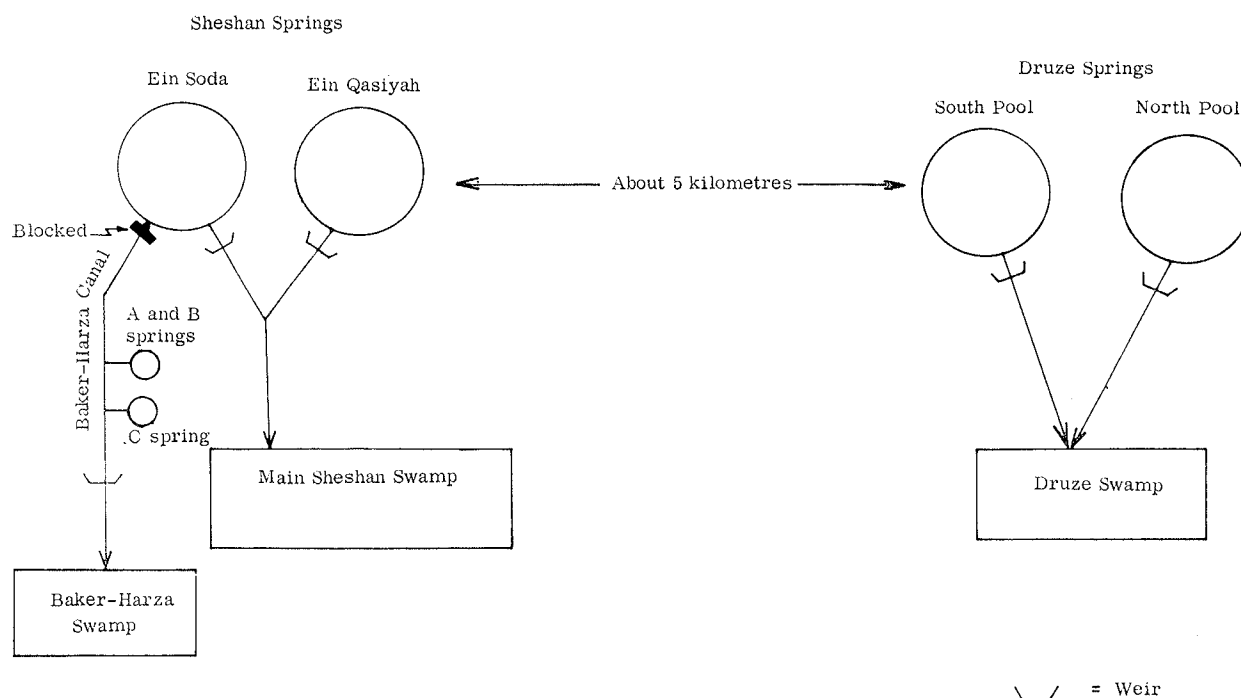 Sheshan Springs
Ein Soda
Ein Qasiyah
Druze Springs
South Pool
North Pool
About 5 kilometres
Blocked
Baker-Harza Canal
A and B
springs
C spring
Main Sheshan Swamp
Druze Swamp
Baker-Harza
Swamp
= Weir